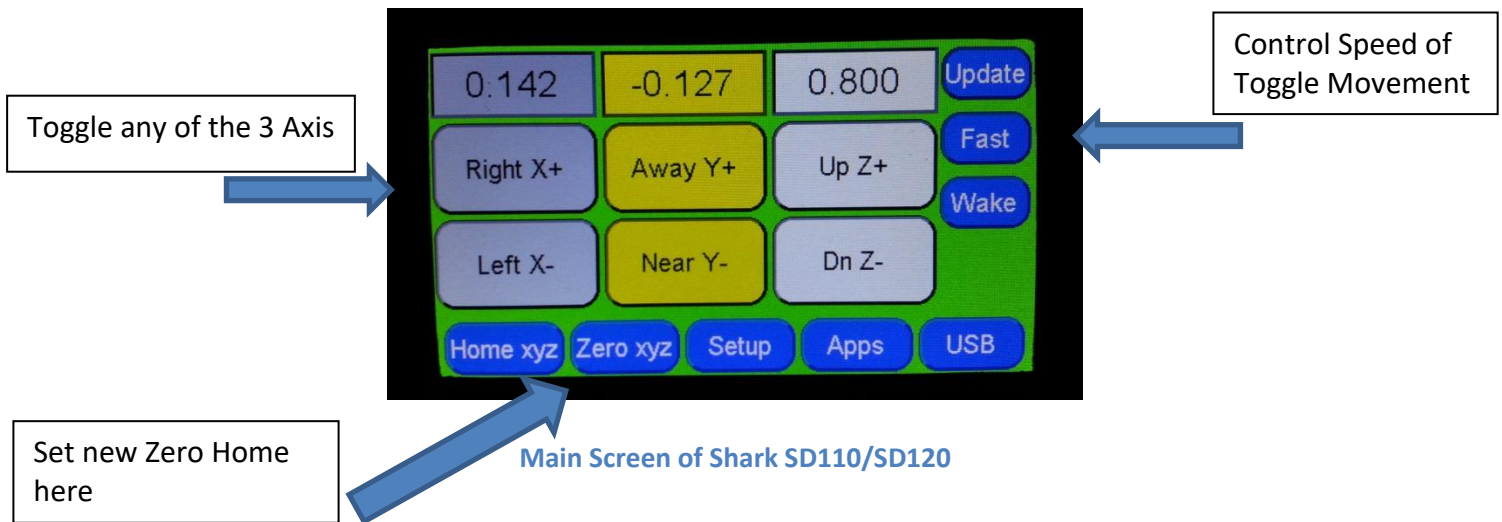 Control Speed of
Toggle Movement
Toggle any of the 3 Axis
0.142 -0.127 0.800 Update
Right X+ Away Y+ Up Z+ Fast
Wake
Left X- Near Y- Dn Z-
Home xyz Zero xyz Setup Apps USB
Set new Zero Home
here
Main Screen of Shark SD110/SD120